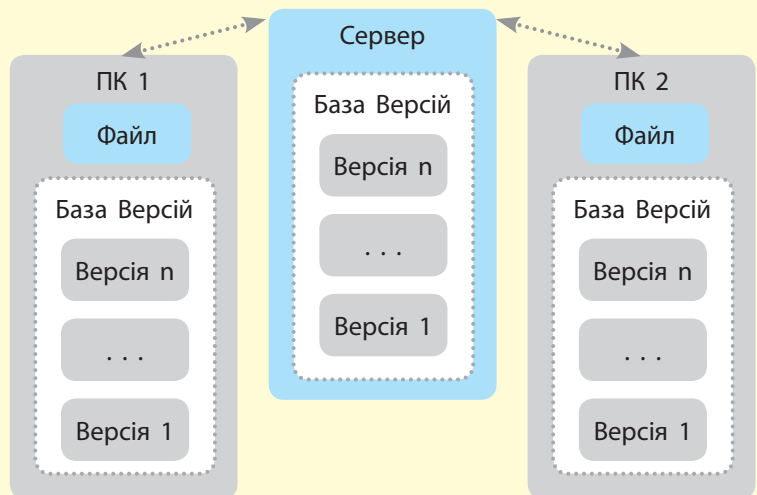 Сервер
База Версій
Версія n
. . .
Версія 1
ПК 1
Файл
База Версій
Версія n
. . .
Версія 1
ПК 2
Файл
База Версій
Версія n
. . .
Версія 1